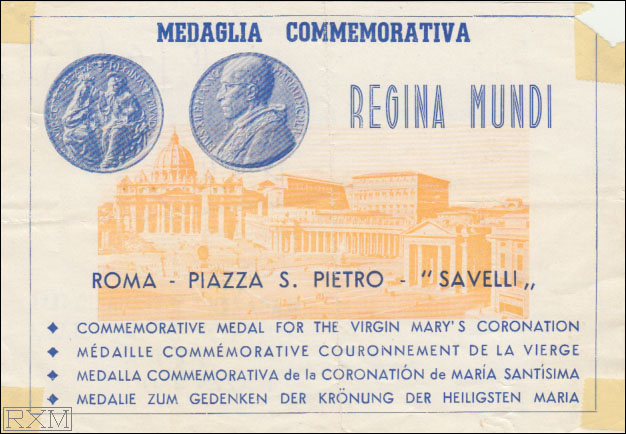 MEDAGLIA COMMEMORATIVA
REGINA MUNDI
ROMA - PIAZZA S. PIETRO - "SAVELLI„
◆ COMMEMORATIVE MEDAL FOR THE VIRGIN MARY'S CORONATION
◆ MÉDAILLE COMMÉMORATIVE COURONNEMENT DE LA VIERGE
◆ MEDALLA COMMEMORATIVA de la CORONATIÓN de MARÍA SANTÍSIMA
◆ MEDALIE ZUM GEDENKEN DER KRÖNUNG DER HEILIGSTEN MARIA
RXM